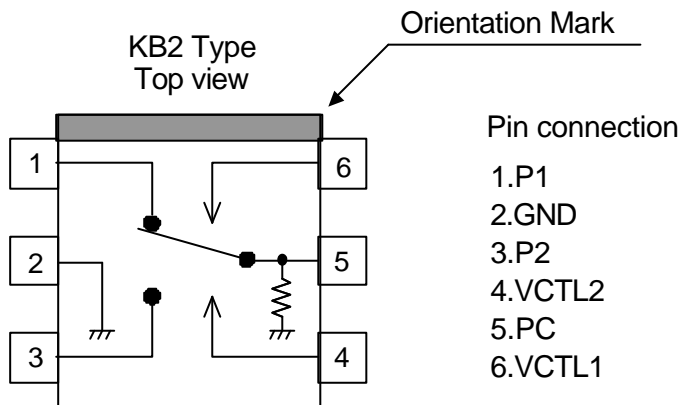 Orientation Mark
KB2 Type
Top view
1
6
2
5
3
4
Pin connection
1.P1
2.GND
3.P2
4.VCTL2
5.PC
6.VCTL1